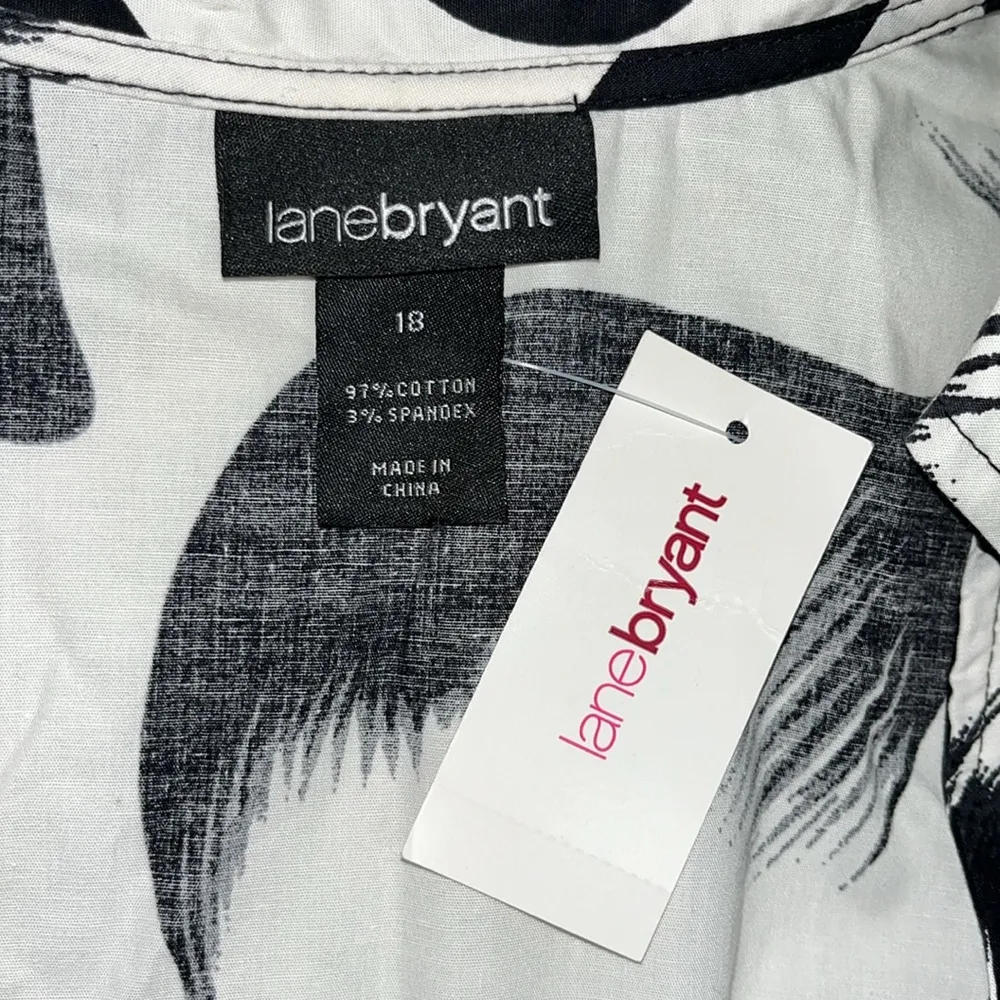 lanebryant
18
97% COTTON
3% SPANDEX
MADE IN
CHINA
lanebryant